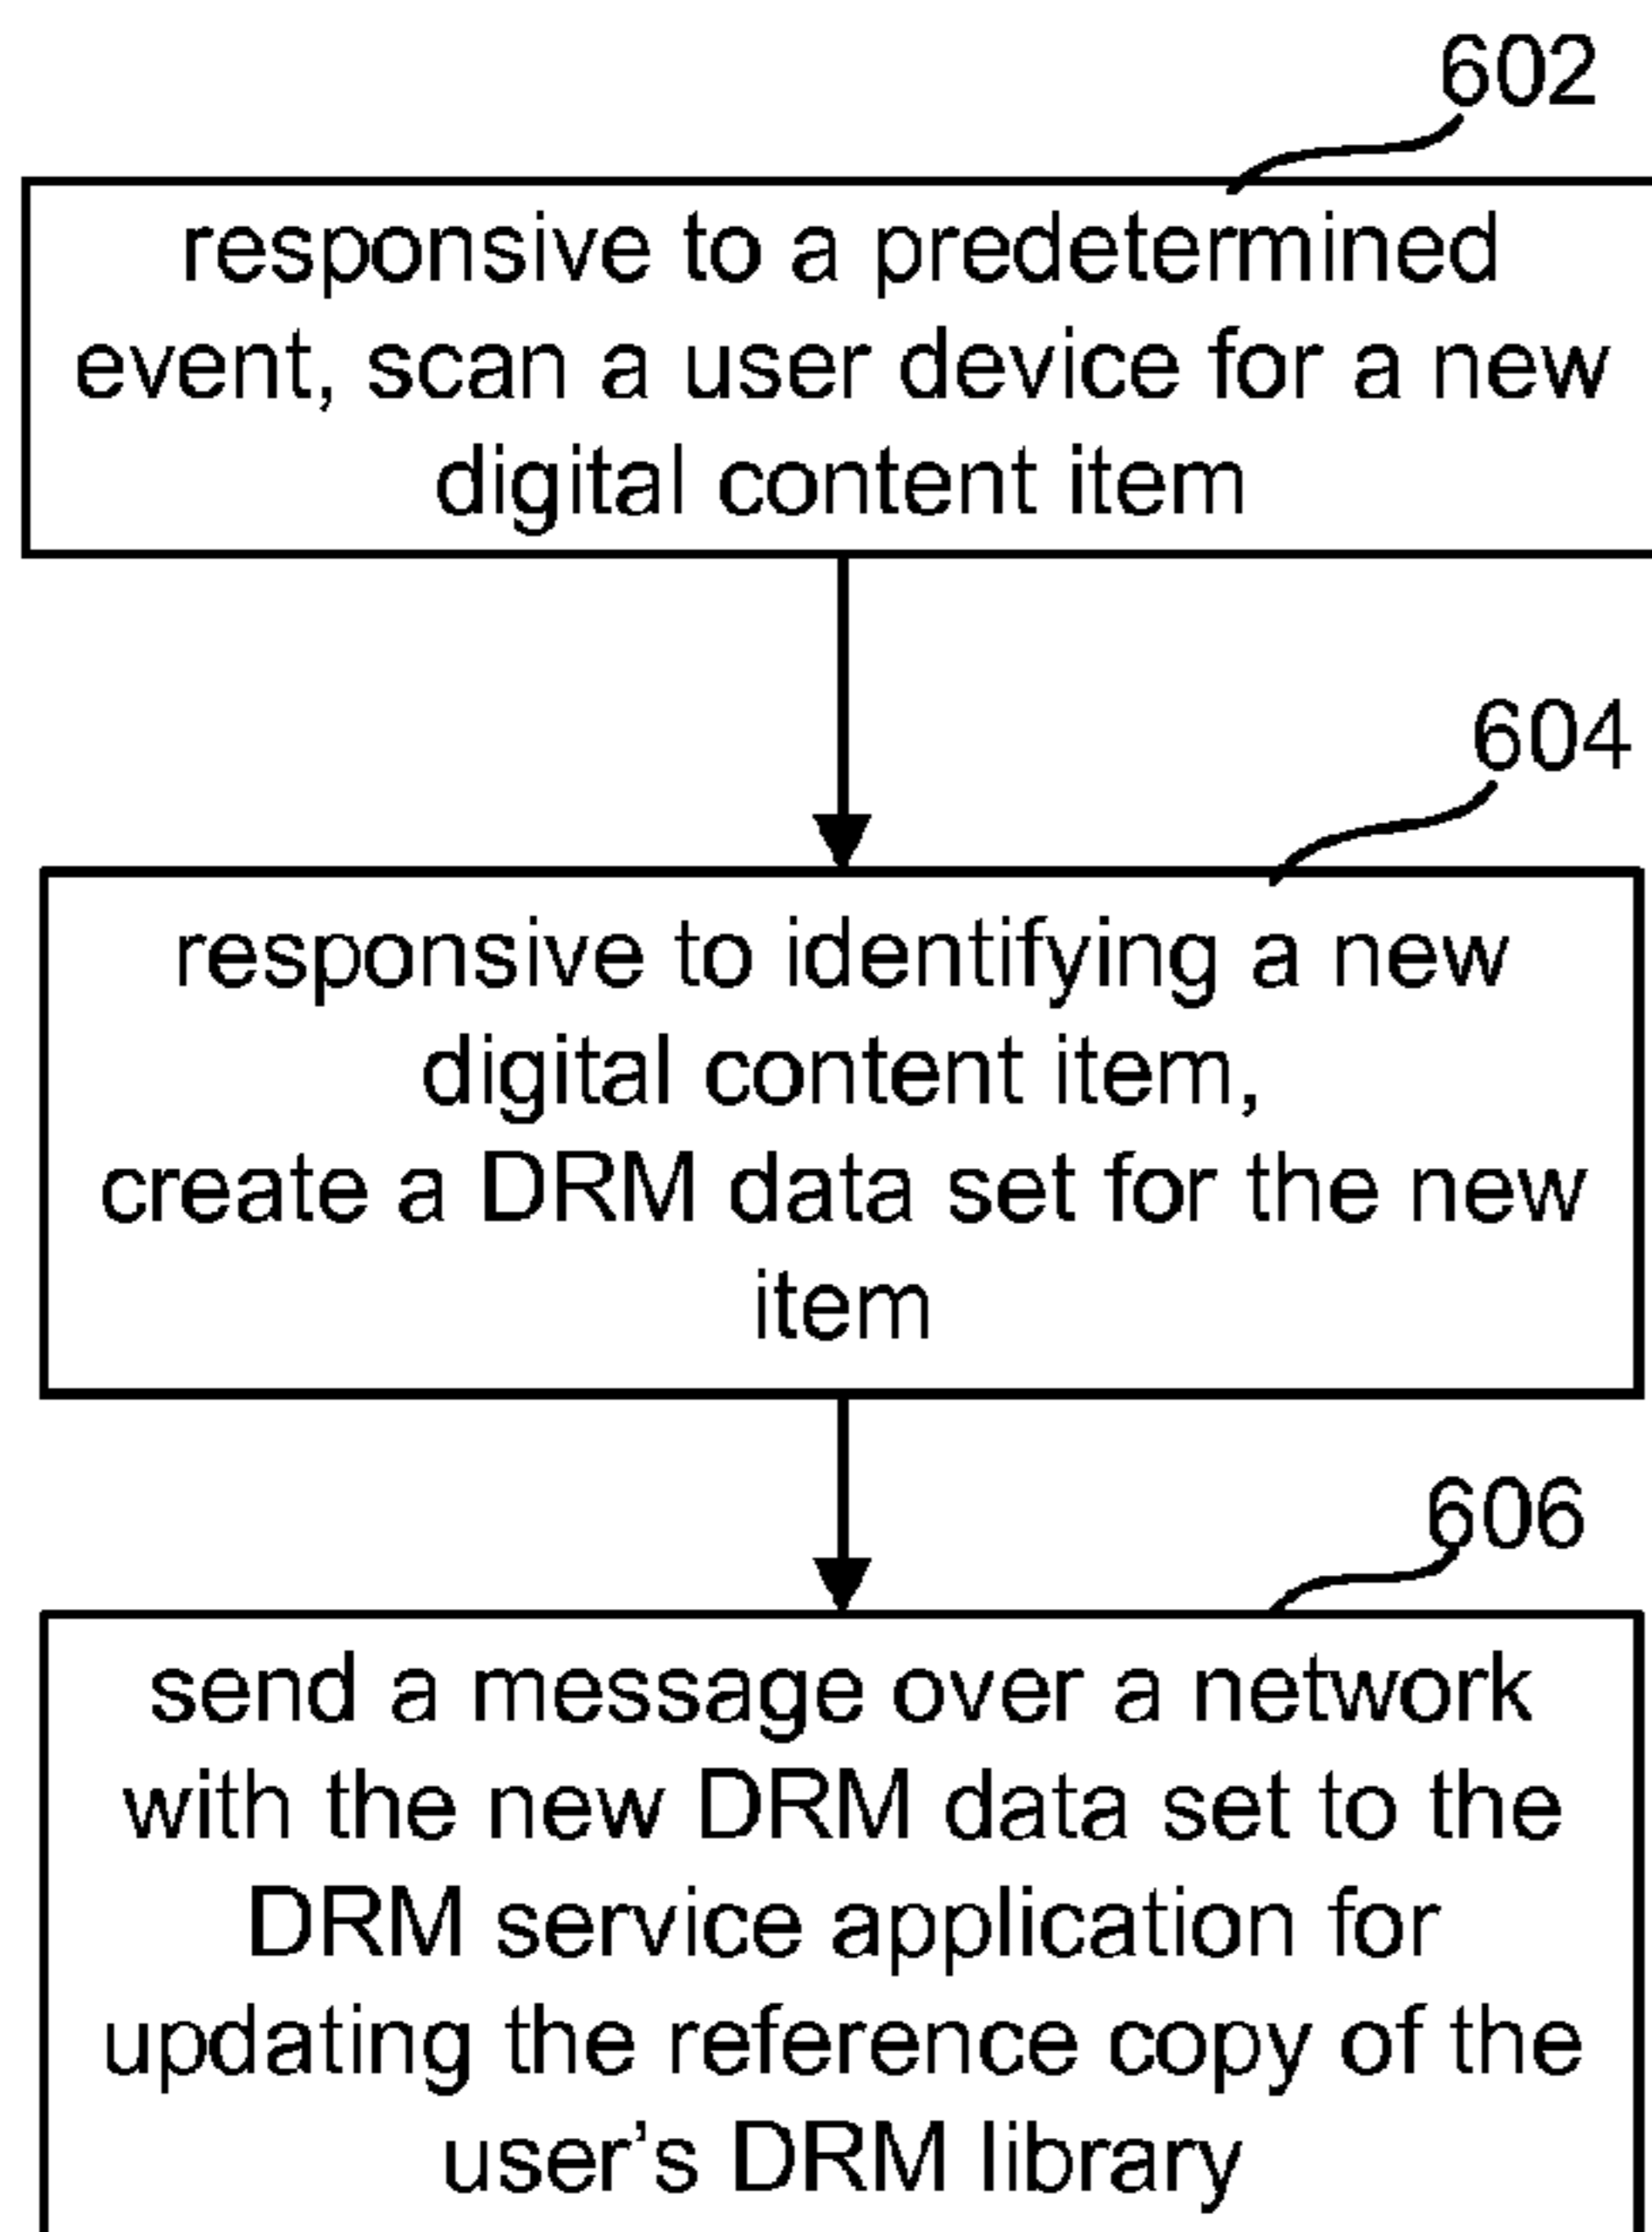 602
responsive to a predetermined
event, scan a user device for a new
digital content item
604
responsive to identifying a new
digital content item,
create a DRM data set for the new
item
606
send a message over a network
with the new DRM data set to the
DRM service application for
updating the reference copy of the
user's DRM library